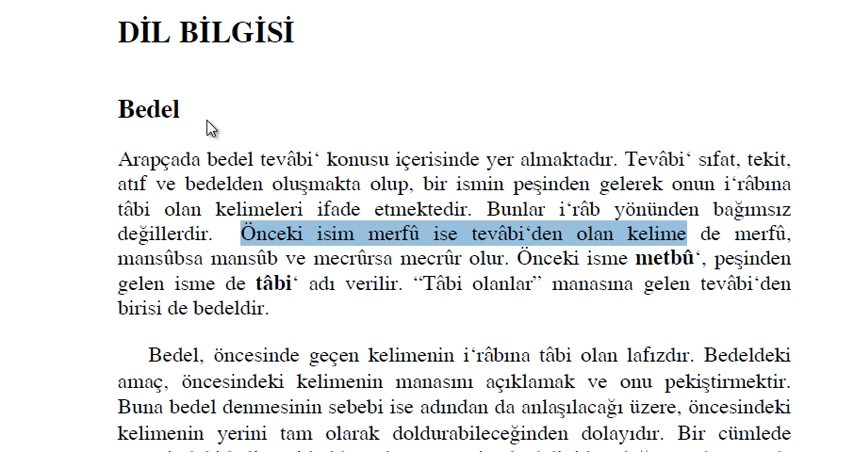 DİL BİLGİSİ
Bedel
Arapçada bedel tevâbi‘ konusu içerisinde yer almaktadır. Tevâbi‘ sıfat, tekit,
atıf ve bedelden oluşmakta olup, bir ismin peşinden gelerek onun i‘râbına
tâbi olan kelimeleri ifade etmektedir. Bunlar i‘râb yönünden bağımsız
değillerdir. Önceki isim merfû ise tevâbi‘den olan kelime de merfû,
mansûbsa mansûb ve mecrûrsa mecrûr olur. Önceki isme metbû‘, peşinden
gelen isme de tâbi‘ adı verilir. “Tâbi olanlar” manasına gelen tevâbi‘den
birisi de bedeldir.
Bedel, öncesinde geçen kelimenin i‘râbına tâbi olan lafızdır. Bedeldeki
amaç, öncesindeki kelimenin manasını açıklamak ve onu pekiştirmektir.
Buna bedel denmesinin sebebi ise adından da anlaşılacağı üzere, öncesindeki
kelimenin yerini tam olarak doldurabileceğinden dolayıdır. Bir cümlede